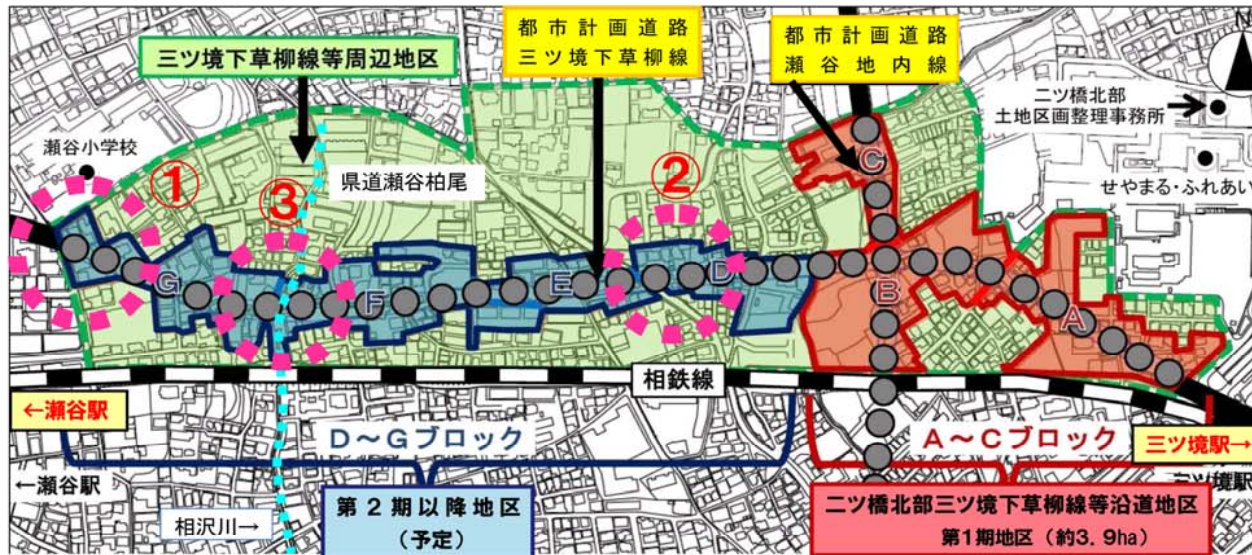 都市計画道路
三ツ境下草柳線
都市計画道路
瀬谷地内線
N
三ツ境下草柳線等周辺地区
二ツ橋北部
土地区画整理事務所
瀬谷小学校
せやまる・ふれあい
県道瀬谷柏尾
①
③
②
C
G
F
E
D
B
A
相鉄線
←瀬谷駅
D~Gブロック
A~Cブロック
三ツ境駅→
←瀬谷駅
三ツ境駅
相沢川→
第2期以降地区
(予定)
二ツ橋北部三ツ境下草柳線等沿道地区
第1期地区(約3.9ha)